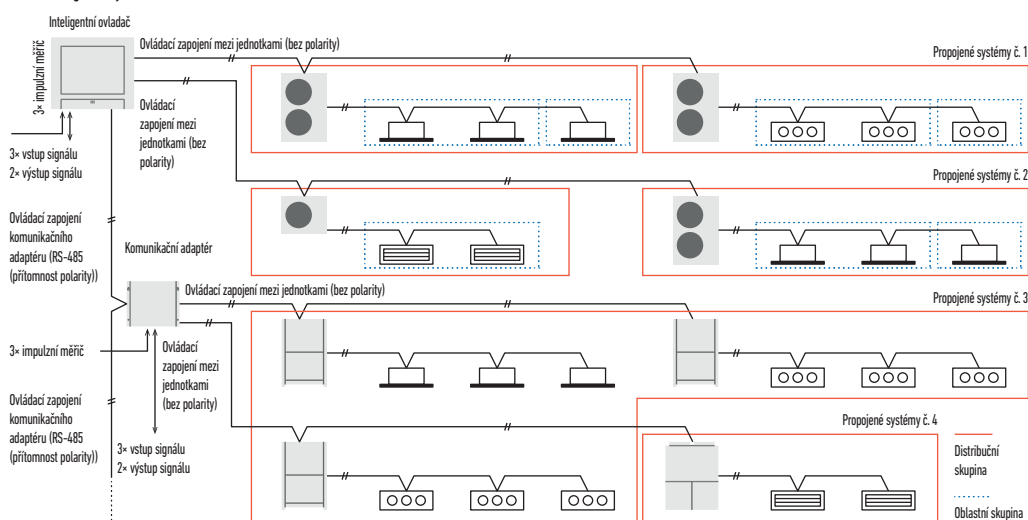 Inteligentní ovladač
3× impulzní měřič
Ovládací zapojení mezi jednotkami (bez polarity)
Propojené systémy č. 1
Ovládací
zapojení mezi
jednotkami (bez
polarity)
3× vstup signálu
2× výstup signálu
Propojené systémy č. 2
Ovládací zapojení
komunikačního
adaptéru (RS-485
(přítomnost polarity))
Komunikační adaptér
Ovládací zapojení mezi jednotkami (bez polarity)
Propojené systémy č. 3
3× impulzní měřič
Ovládací
zapojení mezi
jednotkami
(bez polarity)
Ovládací zapojení
komunikačního
adaptéru (RS-485
(přítomnost polarity))
3× vstup signálu
2× výstup signálu
Propojené systémy č. 4
Distribuční
skupina
Oblastní skupina